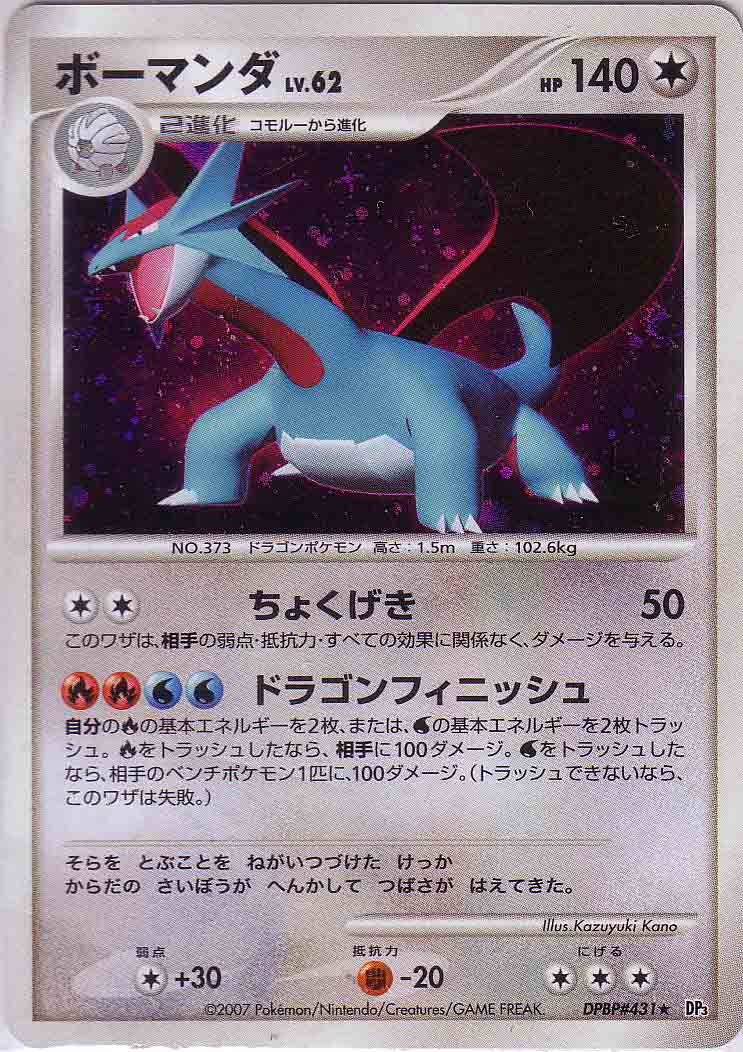 ボーマンダ LV.62 HP 140
2進化 コモルーから進化
NO.373 ドラゴンポケモン 高さ:1.5m 重さ:102.6kg
ちょくげき 50
このワザは、相手の弱点・抵抗力・すべての効果に関係なく、ダメージを与える。
ドラゴンフィニッシュ
自分の の基本エネルギーを2枚、または、 の基本エネルギーを2枚トラッ
シュ。 をトラッシュしたなら、相手に100ダメージ。 をトラッシュした
なら、相手のベンチポケモン1匹に、100ダメージ。(トラッシュできないなら、
このワザは失敗。)
そらを とぶことを ねがいつづけた けっか
からだの さいぼうが へんかして つばさが はえてきた。
Illus.Kazuyuki Kano
弱点 抵抗力 にげる
+30 -20
©2007 Pokémon/Nintendo/Creatures/GAME FREAK. DPBP#431★ DP3